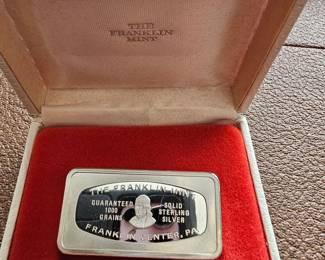 THE
FRANKLIN
MINT
THE FRANKLIN MINT
GUARANTEED
1000
GRAINS
SOLID
STERLING
SILVER
FRANKLIN CENTER, PA